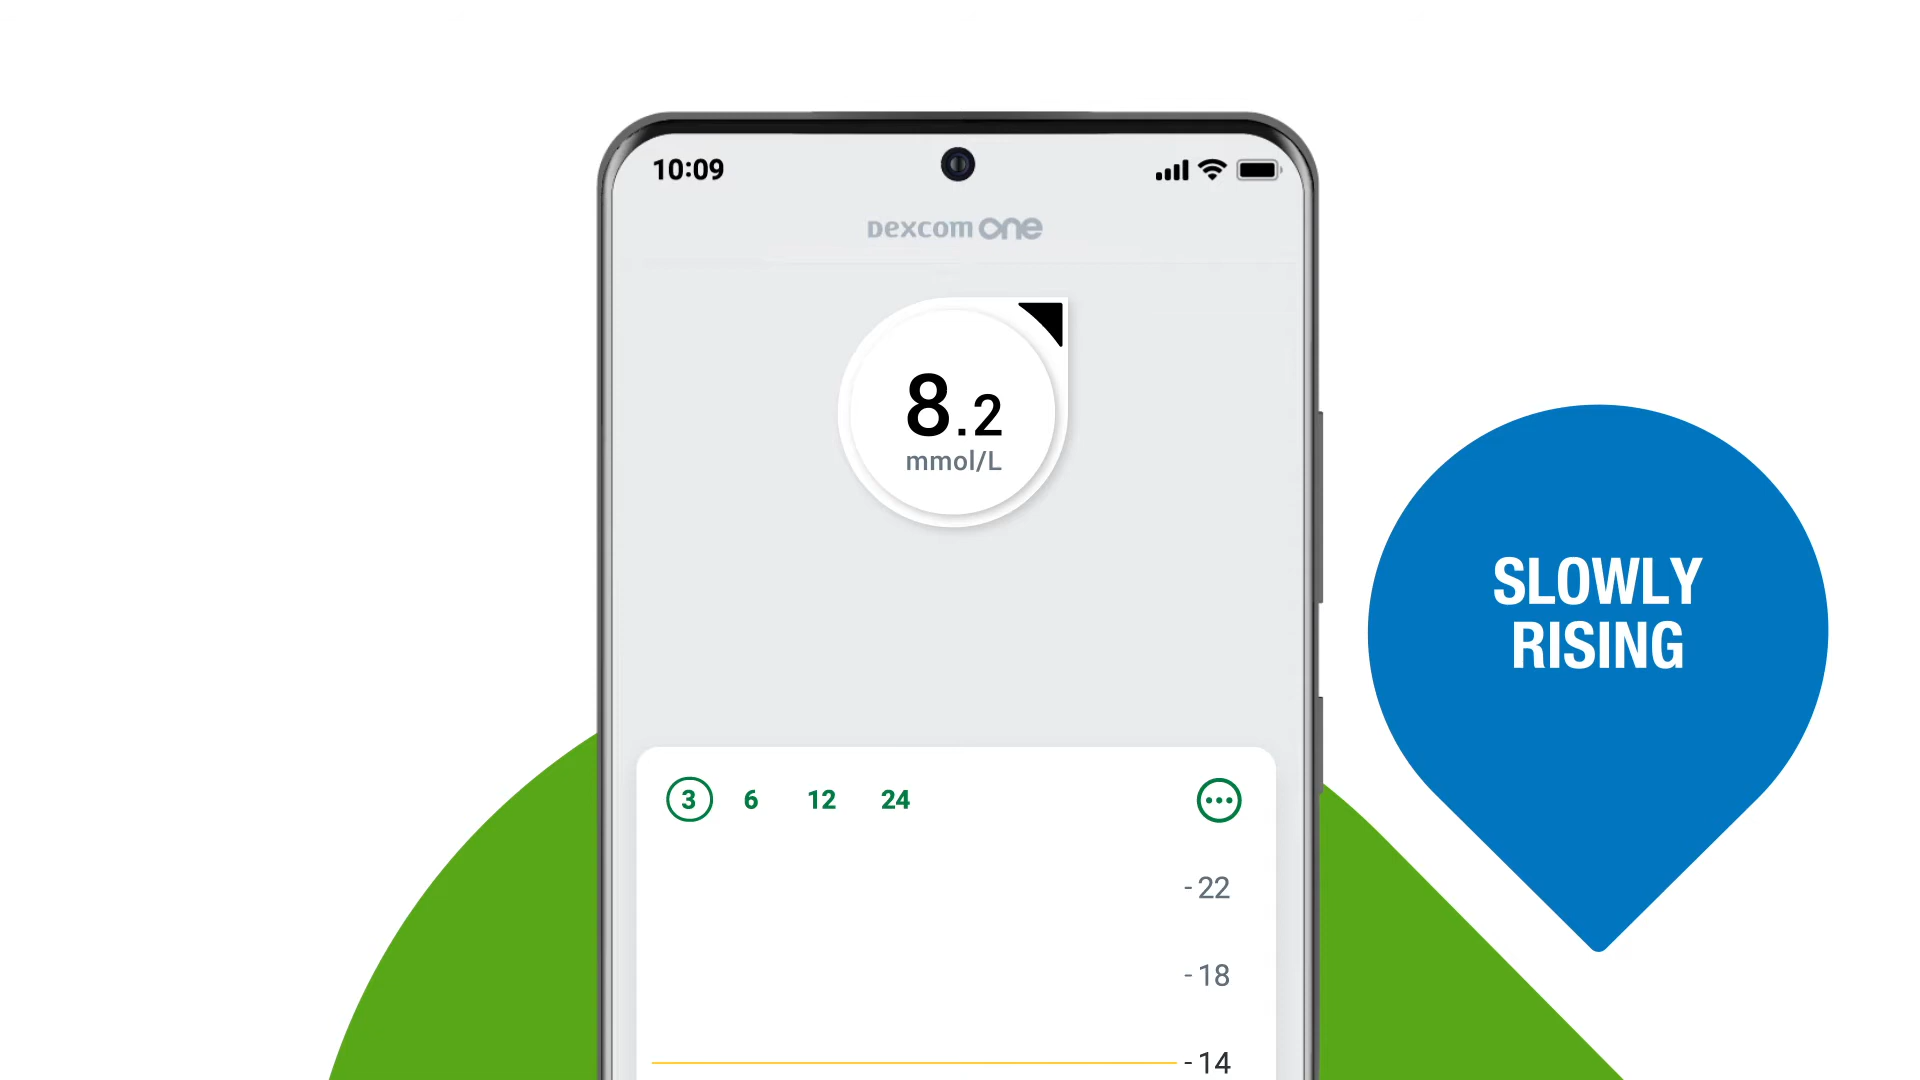 10:09
Dexcom ONE
8.2
mmol/L
SLOWLY
RISING
3 6 12 24
- 22
- 18
- 14